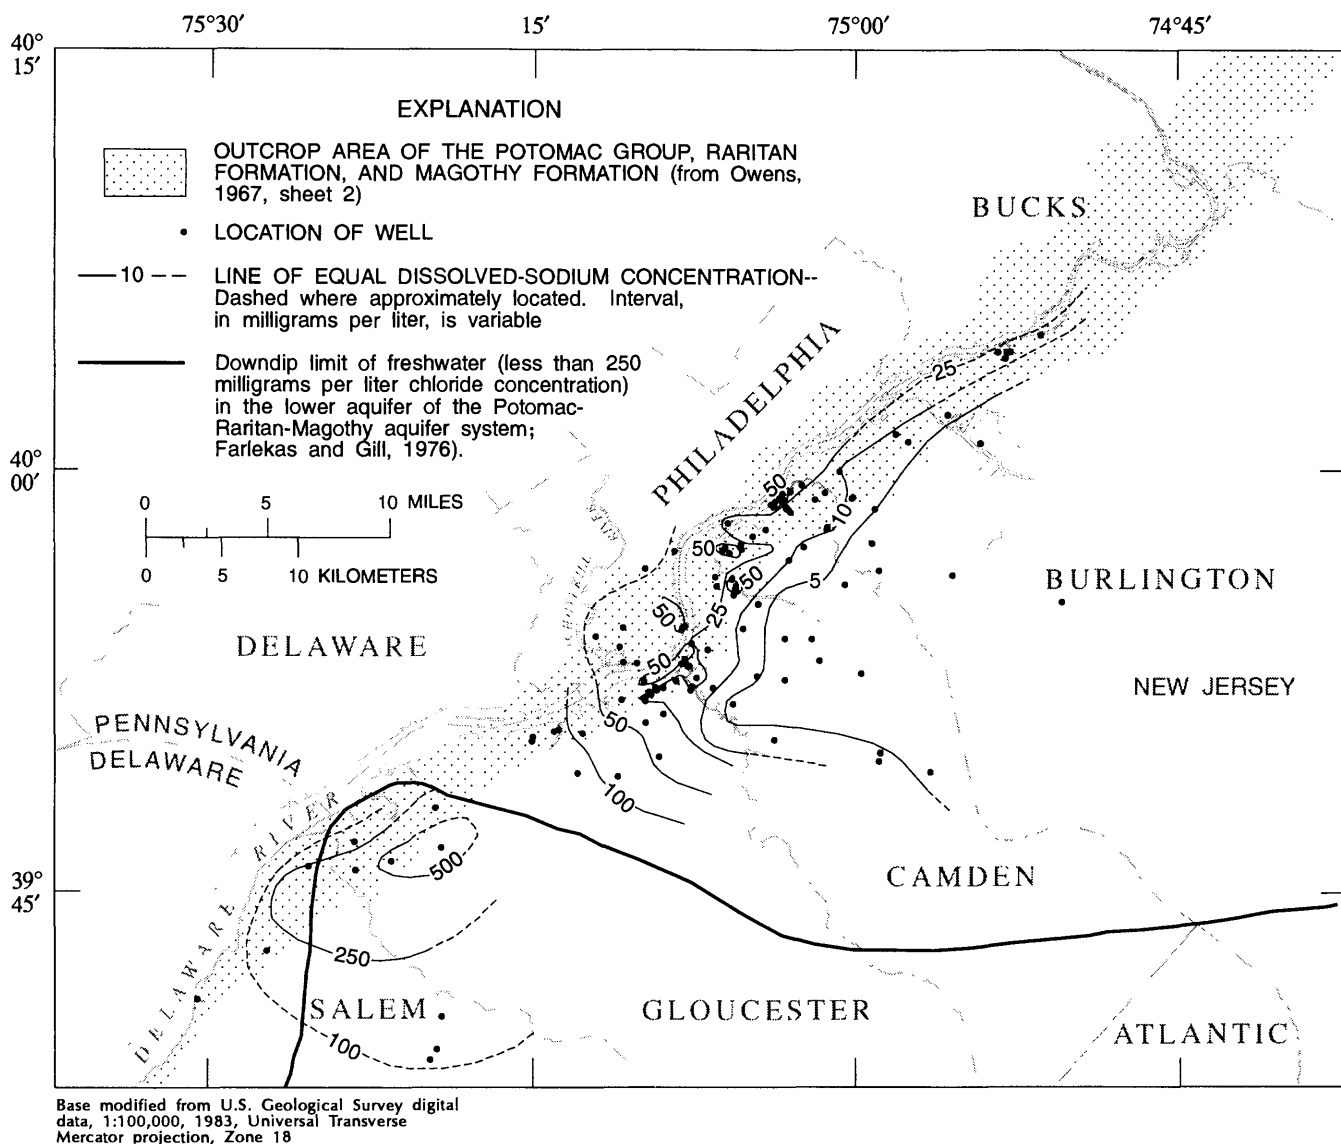 75°30′ 15′ 75°00′ 74°45′
40°
15′
EXPLANATION
OUTCROP AREA OF THE POTOMAC GROUP, RARITAN
FORMATION, AND MAGOTHY FORMATION (from Owens,
1967, sheet 2)
LOCATION OF WELL
10
LINE OF EQUAL DISSOLVED-SODIUM CONCENTRATION--
Dashed where approximately located. Interval,
in milligrams per liter, is variable
Downdip limit of freshwater (less than 250
milligrams per liter chloride concentration)
in the lower aquifer of the Potomac-
Raritan-Magothy aquifer system;
Farlekas and Gill, 1976).
BUCKS
PHILADELPHIA
25
40°
00′
0 5 10 MILES
0 5 10 KILOMETERS
50
10
50
50
5
BURLINGTON
RIVER
50
25
DELAWARE
50
NEW JERSEY
50
PENNSYLVANIA
DELAWARE
100
DELAWARE RIVER
500
CAMDEN
39°
45′
250
SALEM
GLOUCESTER
100
ATLANTIC
Base modified from U.S. Geological Survey digital
data, 1:100,000, 1983, Universal Transverse
Mercator projection, Zone 18